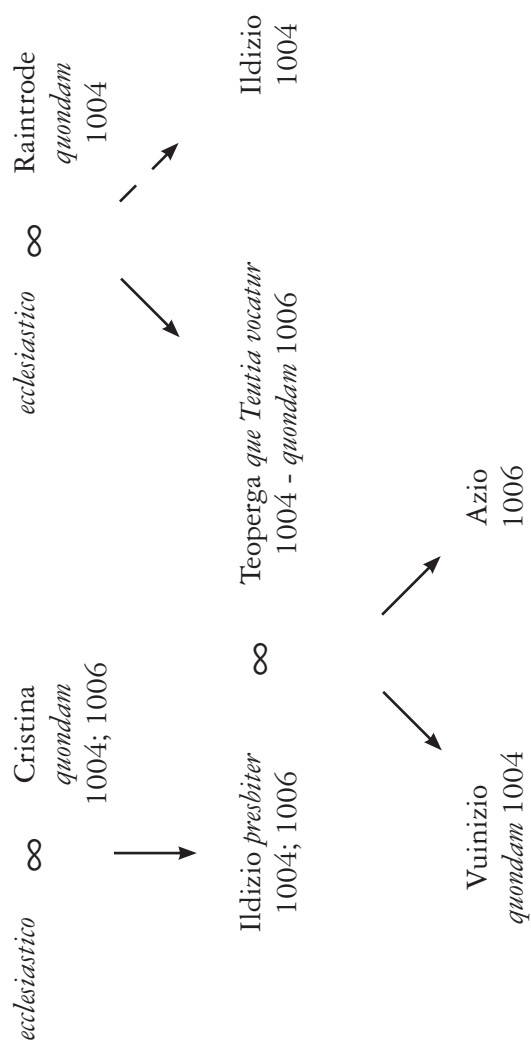 ecclesiastico ∞ Cristina
quondam
1004; 1006
ecclesiastico ∞ Raintrode
quondam
1004
Ildizio presbiter
1004; 1006
∞
Teoperga que Teutia vocatur
1004 - quondam 1006
Ildizio
1004
Vuinizio
quondam 1004
Azio
1006